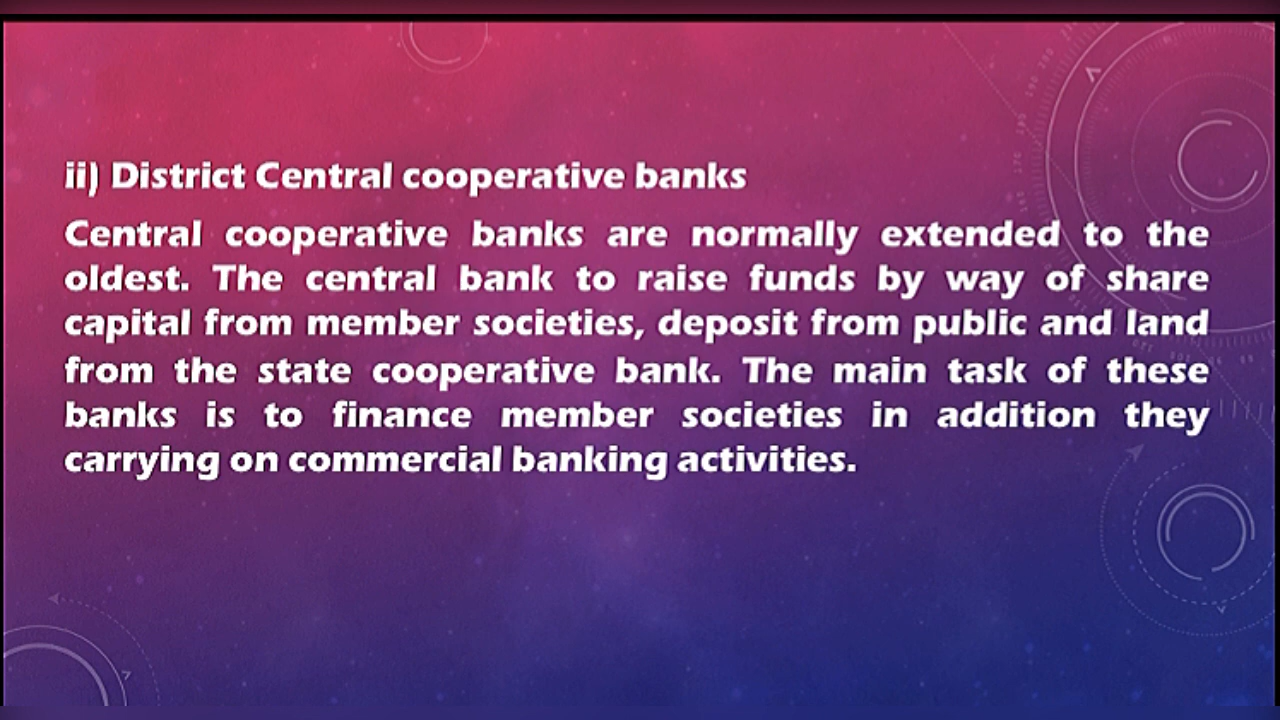 ii) District Central cooperative banks
Central cooperative banks are normally extended to the
oldest. The central bank to raise funds by way of share
capital from member societies, deposit from public and land
from the state cooperative bank. The main task of these
banks is to finance member societies in addition they
carrying on commercial banking activities.